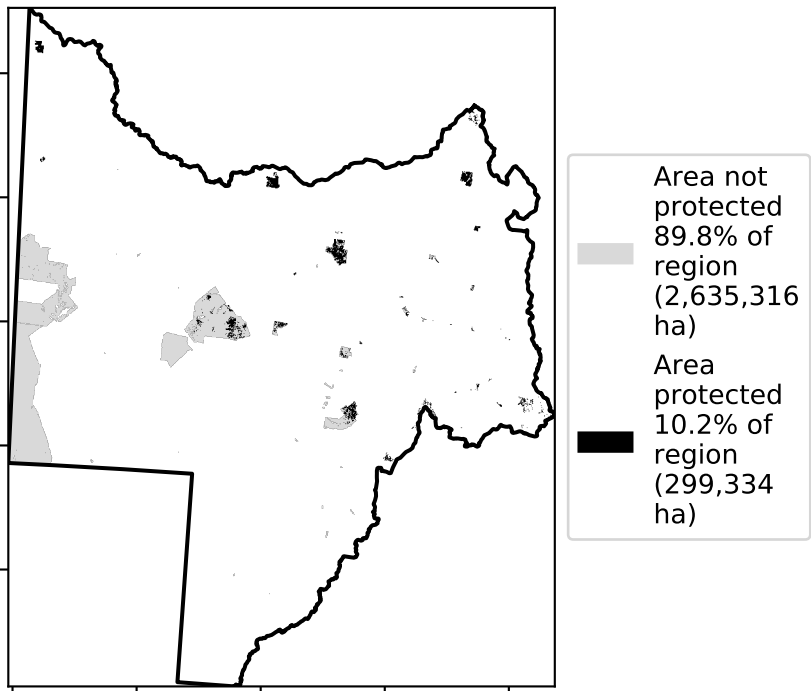 Area not
protected
89.8% of
region
(2,635,316
ha)
Area
protected
10.2% of
region
(299,334
ha)